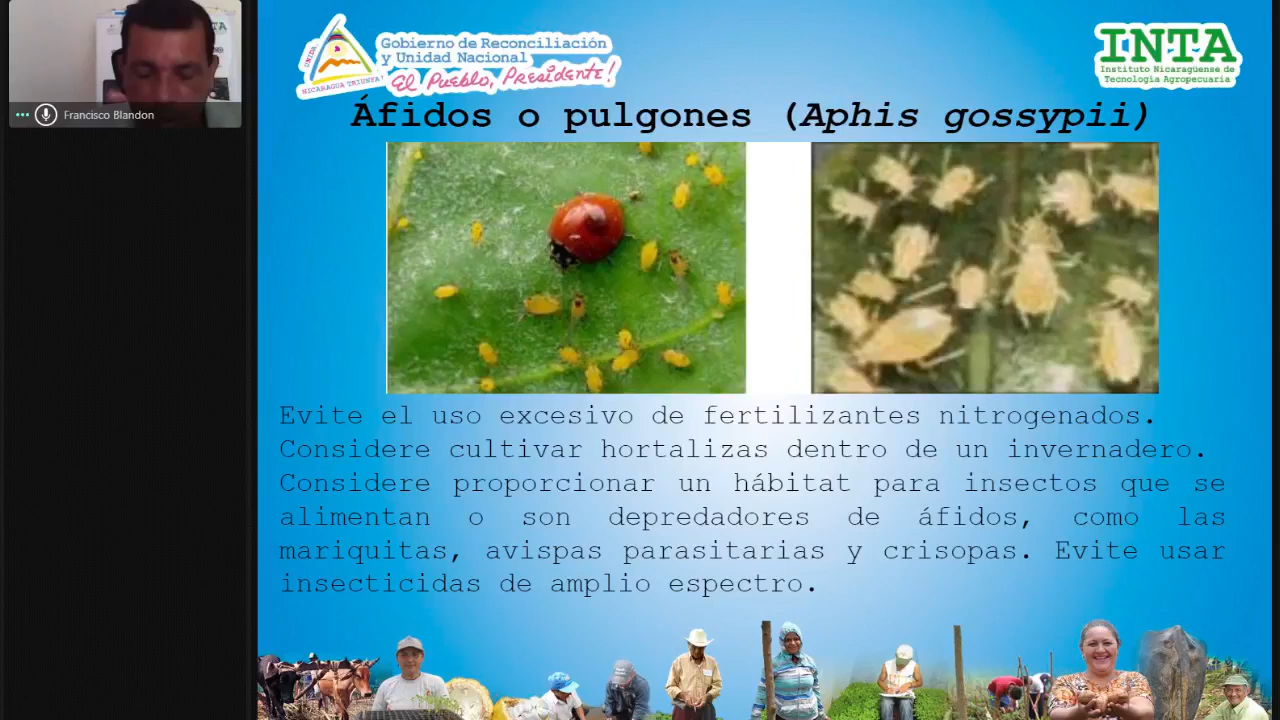 Francisco Blandon
UNIDA,
NICARAGUA TRIUNFA!
Gobierno de Reconciliación
y Unidad Nacional
El Pueblo, Presidente!
INTA
Instituto Nicaragüense de
Tecnología Agropecuaria
Áfidos o pulgones (Aphis gossypii)
Evite el uso excesivo de fertilizantes nitrogenados.
Considere cultivar hortalizas dentro de un invernadero.
Considere proporcionar un hábitat para insectos que se
alimentan o son depredadores de áfidos, como las
mariquitas, avispas parasitarias y crisopas. Evite usar
insecticidas de amplio espectro.